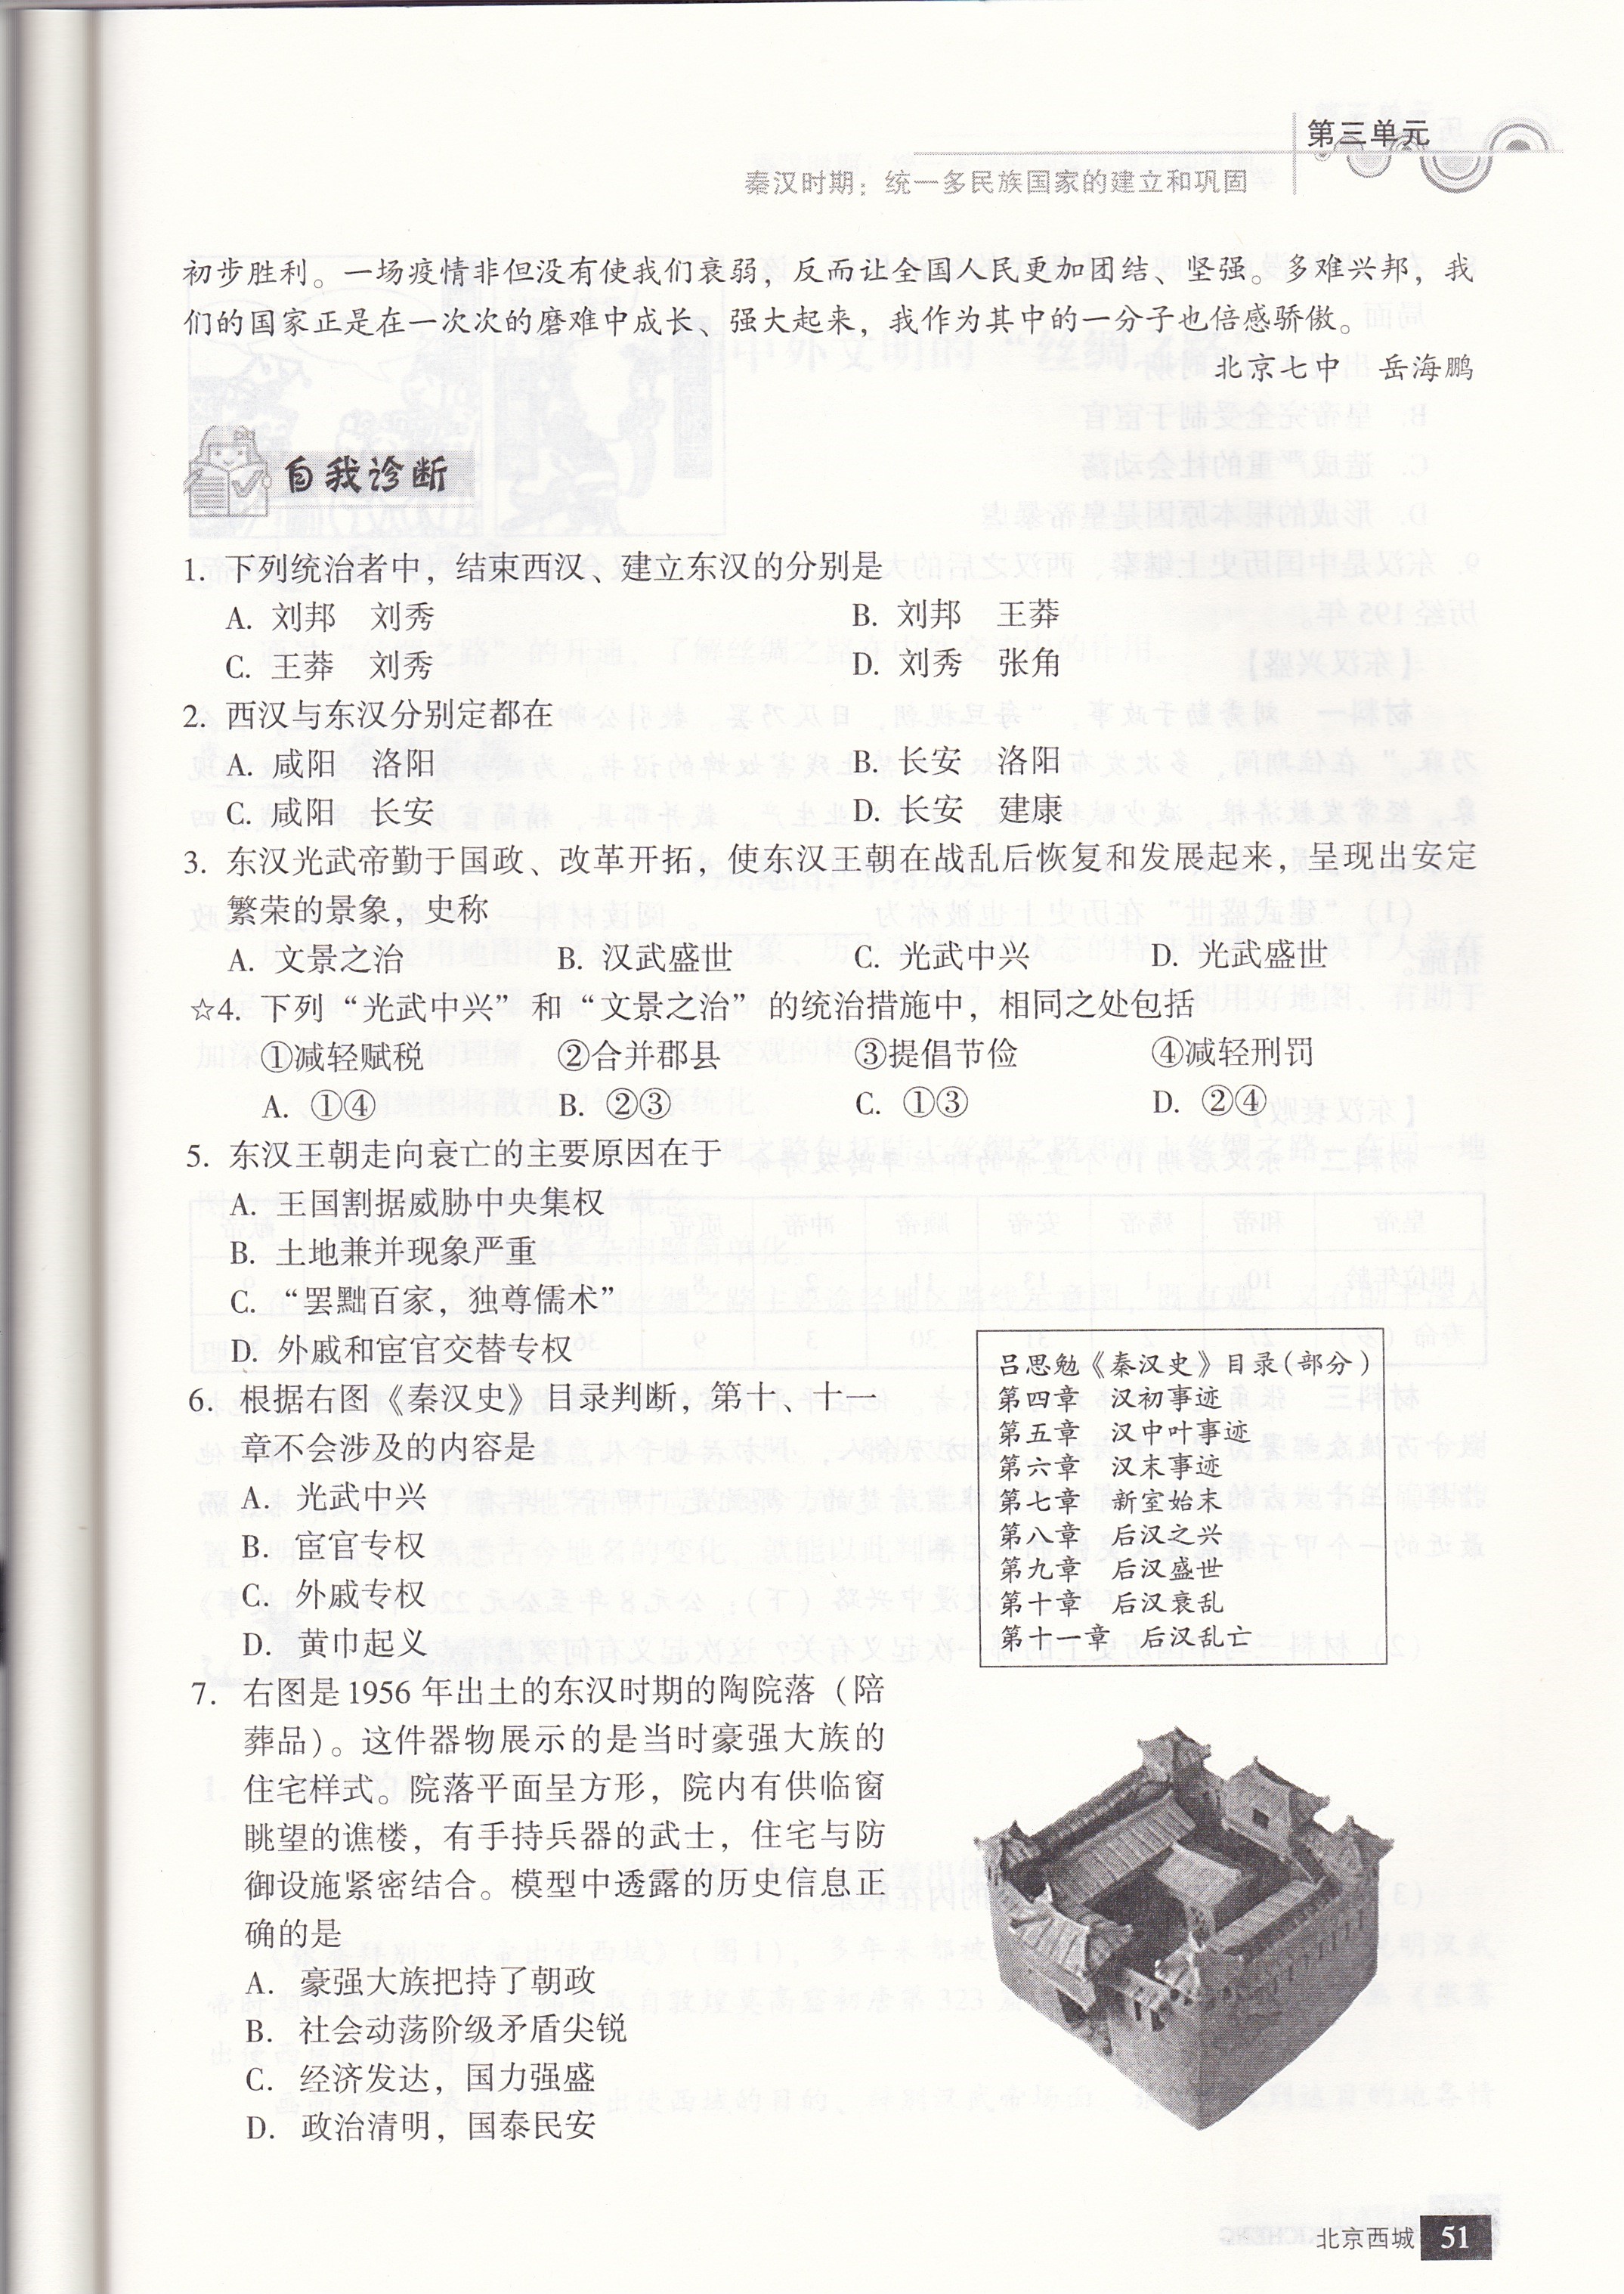 第三单元
秦汉时期：统一多民族国家的建立和巩固
初步胜利。一场疫情非但没有使我们衰弱，反而让全国人民更加团结、坚强。多难兴邦，我
们的国家正是在一次次的磨难中成长、强大起来，我作为其中的一分子也倍感骄傲。
北京七中 岳海鹏
自我诊断
1. 下列统治者中，结束西汉、建立东汉的分别是
A. 刘邦 刘秀 B. 刘邦 王莽
C. 王莽 刘秀 D. 刘秀 张角
2. 西汉与东汉分别定都在
A. 咸阳 洛阳 B. 长安 洛阳
C. 咸阳 长安 D. 长安 建康
3. 东汉光武帝勤于国政、改革开拓，使东汉王朝在战乱后恢复和发展起来，呈现出安定
繁荣的景象，史称
A. 文景之治 B. 汉武盛世 C. 光武中兴 D. 光武盛世
☆4. 下列“光武中兴”和“文景之治”的统治措施中，相同之处包括
①减轻赋税 ②合并郡县 ③提倡节俭 ④减轻刑罚
A. ①④ B. ②③ C. ①③ D. ②④
5. 东汉王朝走向衰亡的主要原因在于
A. 王国割据威胁中央集权
B. 土地兼并现象严重
C. “罢黜百家，独尊儒术”
D. 外戚和宦官交替专权
6. 根据右图《秦汉史》目录判断，第十、十一
章不会涉及的内容是
A. 光武中兴
B. 宦官专权
C. 外戚专权
D. 黄巾起义
吕思勉《秦汉史》目录（部分）
第四章 汉初事迹
第五章 汉中叶事迹
第六章 汉末事迹
第七章 新室始末
第八章 后汉之兴
第九章 后汉盛世
第十章 后汉衰乱
第十一章 后汉乱亡
7. 右图是1956年出土的东汉时期的陶院落（陪
葬品）。这件器物展示的是当时豪强大族的
住宅样式。院落平面呈方形，院内有供临窗
眺望的谯楼，有手持兵器的武士，住宅与防
御设施紧密结合。模型中透露的历史信息正
确的是
A. 豪强大族把持了朝政
B. 社会动荡阶级矛盾尖锐
C. 经济发达，国力强盛
D. 政治清明，国泰民安
北京西城 51